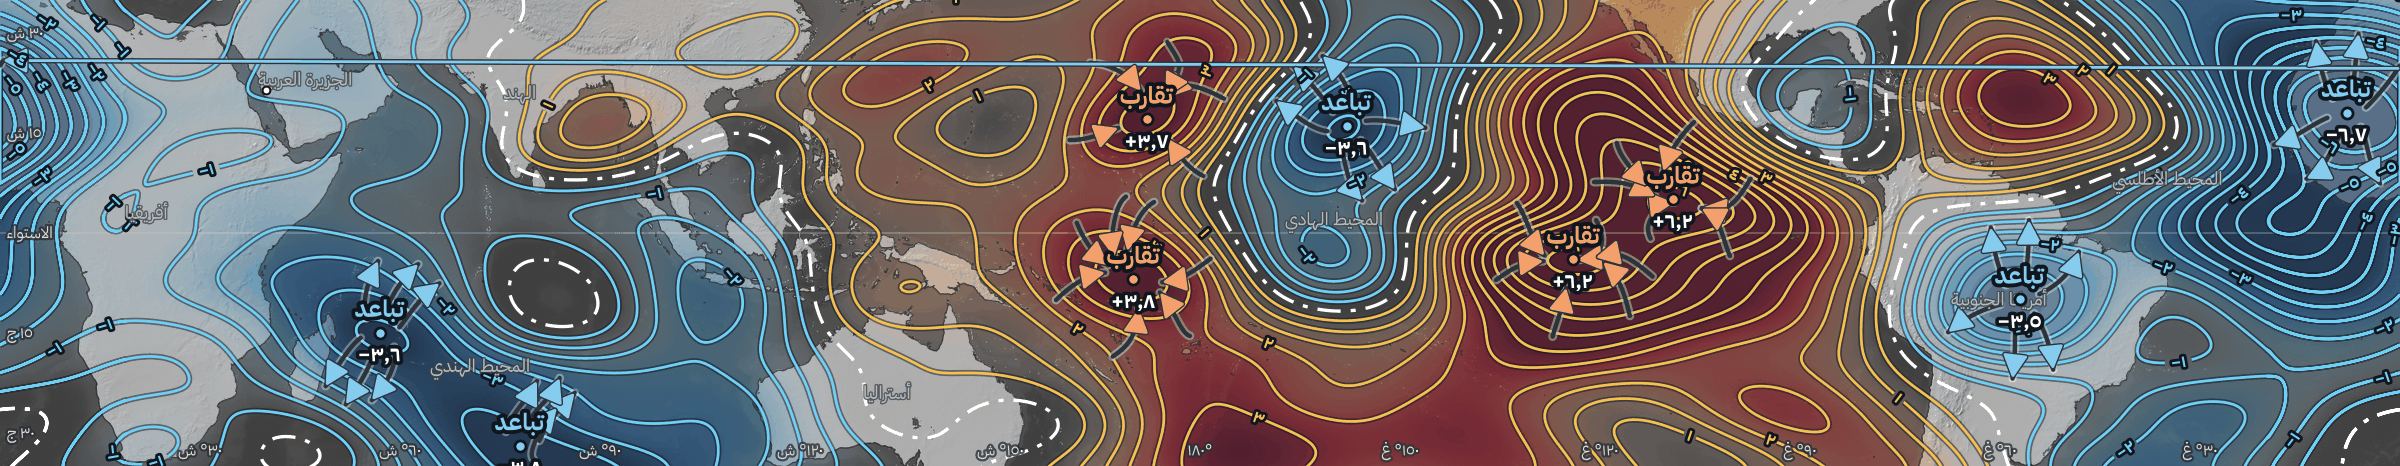 ٣٠ ش
١٥ ش
الاستواء
١٥ ج
٣٠ ج
الجزيرة العربية
الهند
أفريقيا
المحيط الهندي
أستراليا
المحيط الهادي
المحيط الأطلسي
أمريكا الجنوبية
تقارب
+٣,٧
تباعد
−٣,٦
تباعد
−٦,٧
تقارب
+٦,٢
تقارب
+٦,٢
تقارب
+٣,٨
تباعد
−٣,٥
تباعد
−٣,٦
تباعد
−٣,٨
٣٠° ش
٦٠° ش
٩٠° ش
١٢٠° ش
١٥٠° ش
١٨٠°
١٥٠° غ
١٢٠° غ
٩٠° غ
٦٠° غ
٣٠° غ